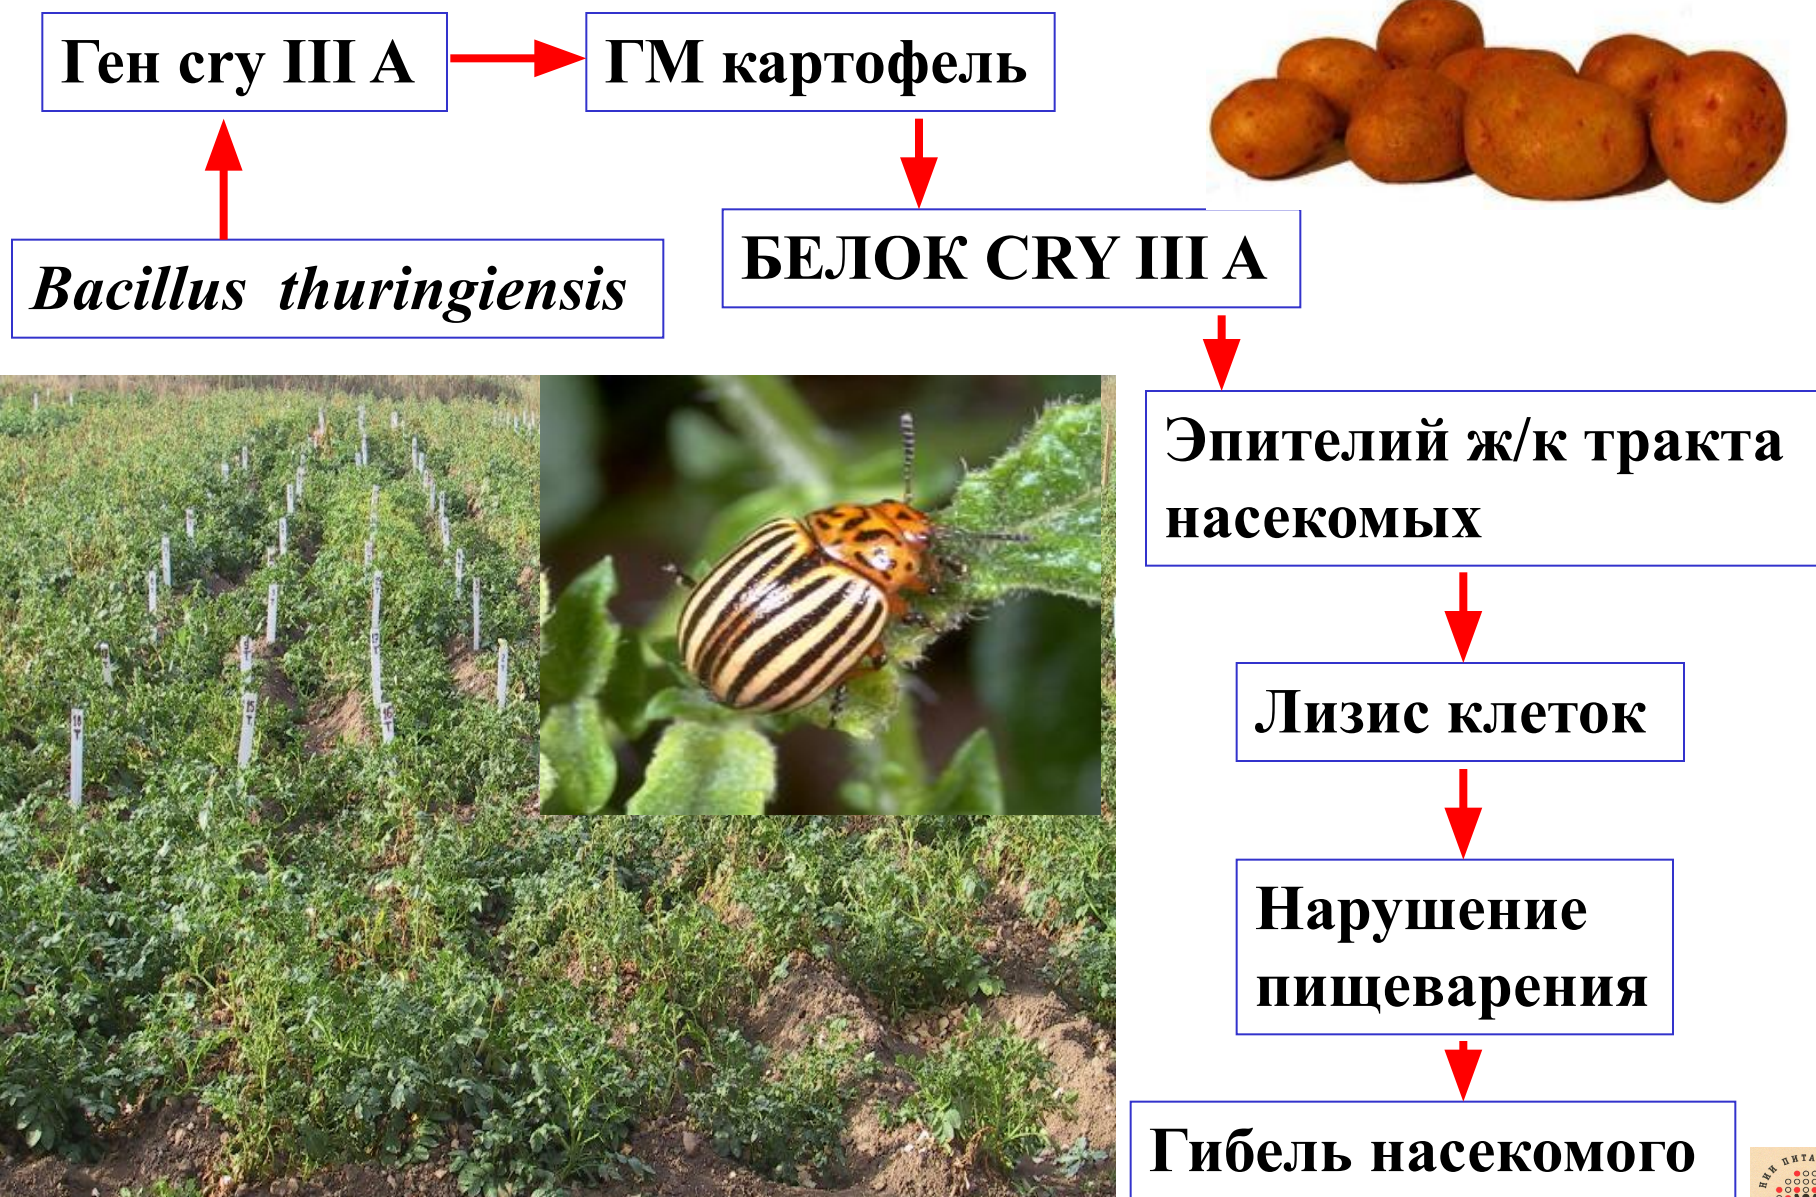 Ген cry III A
ГМ картофель
Bacillus thuringiensis
БЕЛОК CRY III A
Эпителий ж/к тракта
насекомых
Лизис клеток
Нарушение
пищеварения
Гибель насекомого